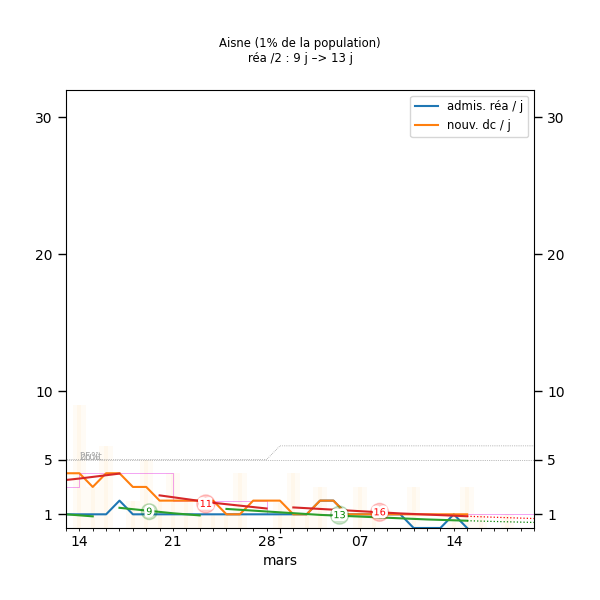 Aisne (1% de la population)
réa /2 : 9 j –> 13 j
admis. réa / j
nouv. dc / j
30 30
20 20
10 10
5 5
1 1
9 11 13 16
14 21 28 07 14
mars